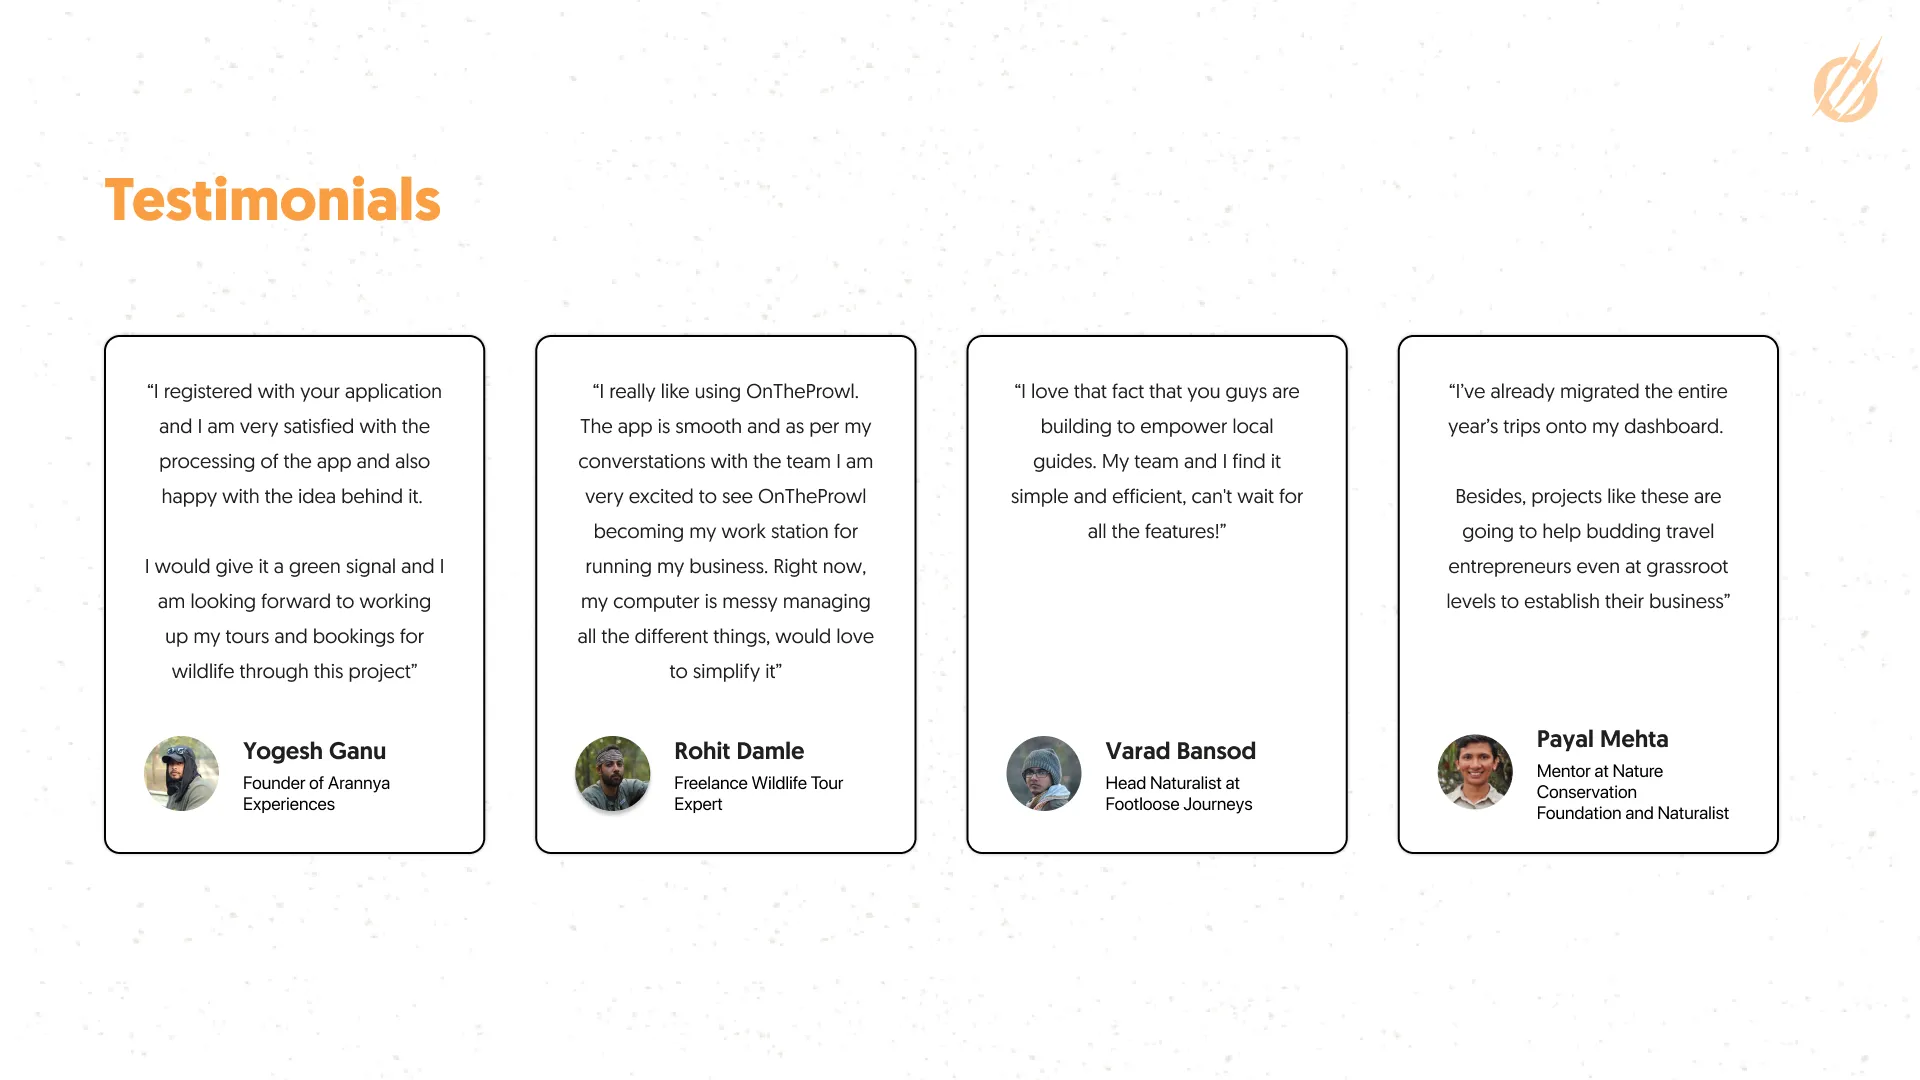 Testimonials
“I registered with your application
and I am very satisfied with the
processing of the app and also
happy with the idea behind it.
I would give it a green signal and I
am looking forward to working
up my tours and bookings for
wildlife through this project”
Yogesh Ganu
Founder of Arannya
Experiences
“I really like using OnTheProwl.
The app is smooth and as per my
converstations with the team I am
very excited to see OnTheProwl
becoming my work station for
running my business. Right now,
my computer is messy managing
all the different things, would love
to simplify it”
Rohit Damle
Freelance Wildlife Tour
Expert
“I love that fact that you guys are
building to empower local
guides. My team and I find it
simple and efficient, can't wait for
all the features!”
Varad Bansod
Head Naturalist at
Footloose Journeys
“I’ve already migrated the entire
year’s trips onto my dashboard.
Besides, projects like these are
going to help budding travel
entrepreneurs even at grassroot
levels to establish their business”
Payal Mehta
Mentor at Nature
Conservation
Foundation and Naturalist